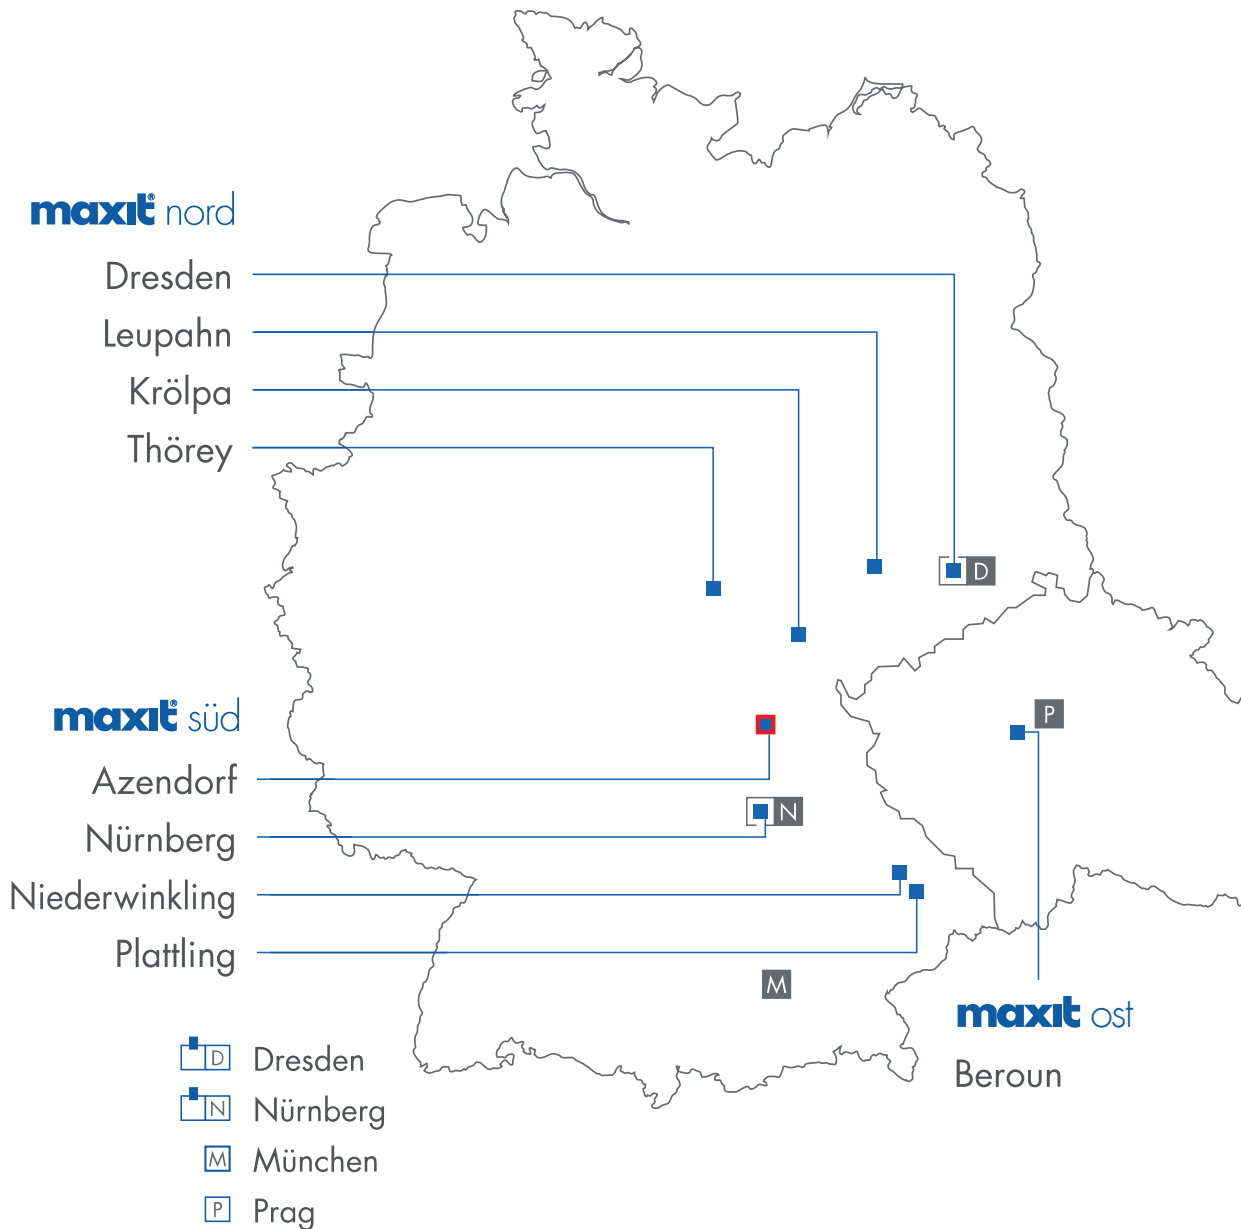 maxit® nord
Dresden
Leupahn
Krölpa
Thörey
D
P
maxit® süd
Azendorf
Nürnberg
Niederwinkling
Plattling
N
M
maxit ost
Beroun
D Dresden
N Nürnberg
M München
P Prag